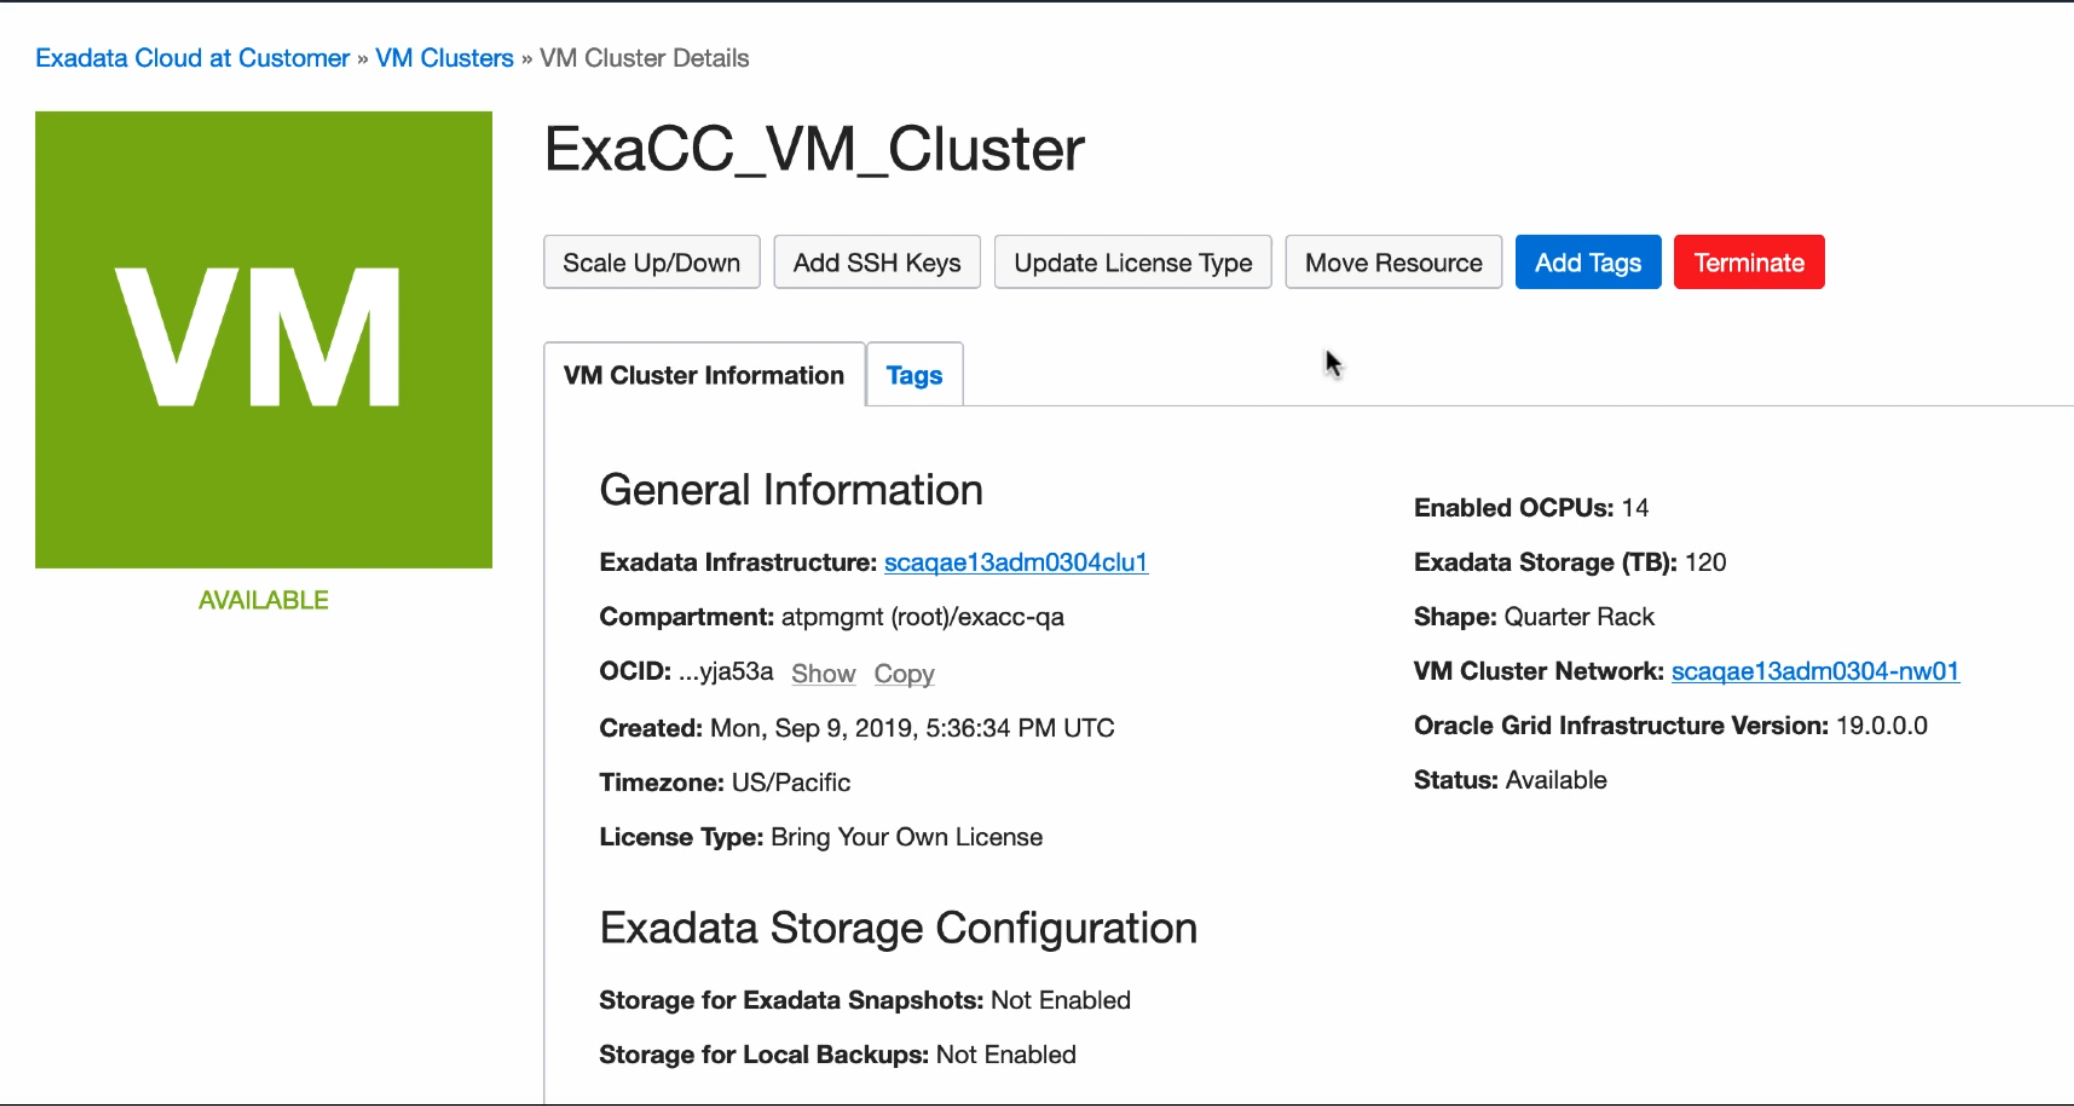 Exadata Cloud at Customer » VM Clusters » VM Cluster Details
VM
AVAILABLE
ExaCC_VM_Cluster
Scale Up/Down Add SSH Keys Update License Type Move Resource Add Tags Terminate
VM Cluster Information Tags
General Information
Exadata Infrastructure: scaqae13adm0304clu1
Compartment: atpmgmt (root)/exacc-qa
OCID: ...yja53a Show Copy
Created: Mon, Sep 9, 2019, 5:36:34 PM UTC
Timezone: US/Pacific
License Type: Bring Your Own License
Enabled OCPUs: 14
Exadata Storage (TB): 120
Shape: Quarter Rack
VM Cluster Network: scaqae13adm0304-nw01
Oracle Grid Infrastructure Version: 19.0.0.0
Status: Available
Exadata Storage Configuration
Storage for Exadata Snapshots: Not Enabled
Storage for Local Backups: Not Enabled